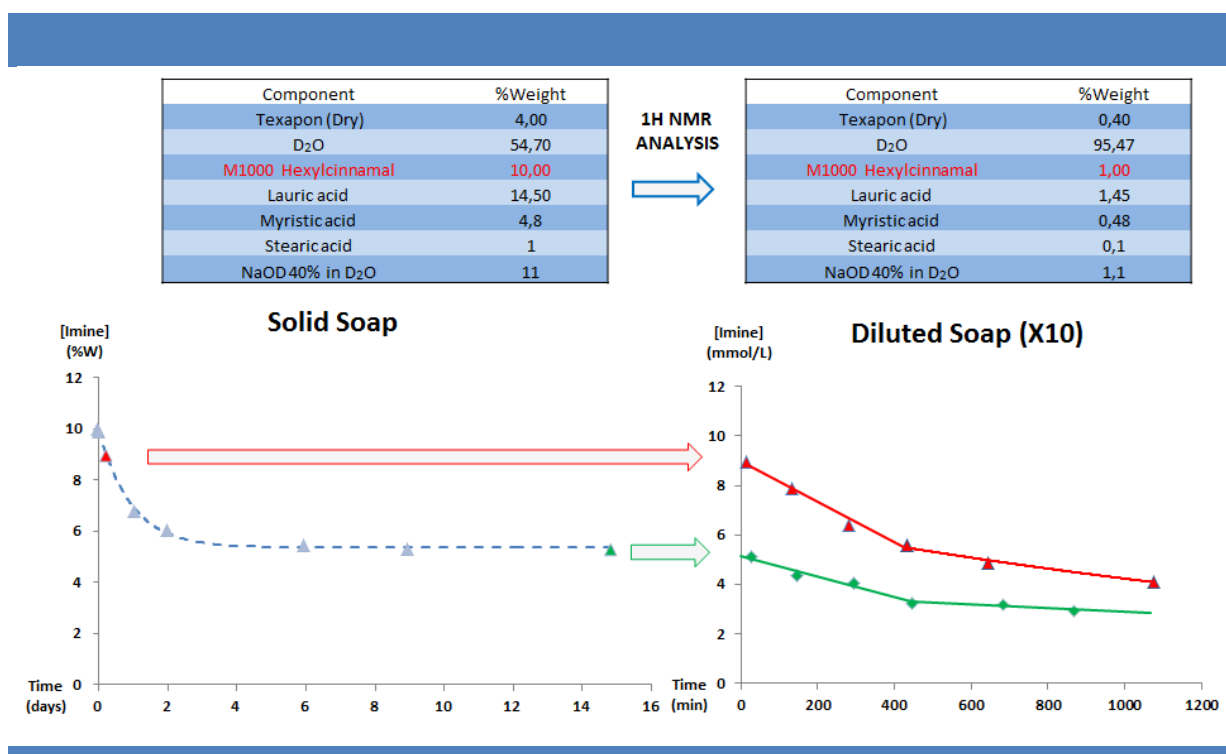 Component %Weight
Texapon (Dry) 4,00
D2O 54,70
M1000 Hexylcinnamal 10,00
Lauric acid 14,50
Myristic acid 4,8
Stearic acid 1
NaOD 40% in D2O 11
1H NMR
ANALYSIS
Component %Weight
Texapon (Dry) 0,40
D2O 95,47
M1000 Hexylcinnamal 1,00
Lauric acid 1,45
Myristic acid 0,48
Stearic acid 0,1
NaOD 40% in D2O 1,1
Solid Soap
[Imine]
(%W)
12
10
8
6
4
2
0
Time
(days)
0 2 4 6 8 10 12 14 16
Diluted Soap (X10)
[Imine]
(mmol/L)
12
10
8
6
4
2
0
Time
(min)
0 200 400 600 800 1000 1200